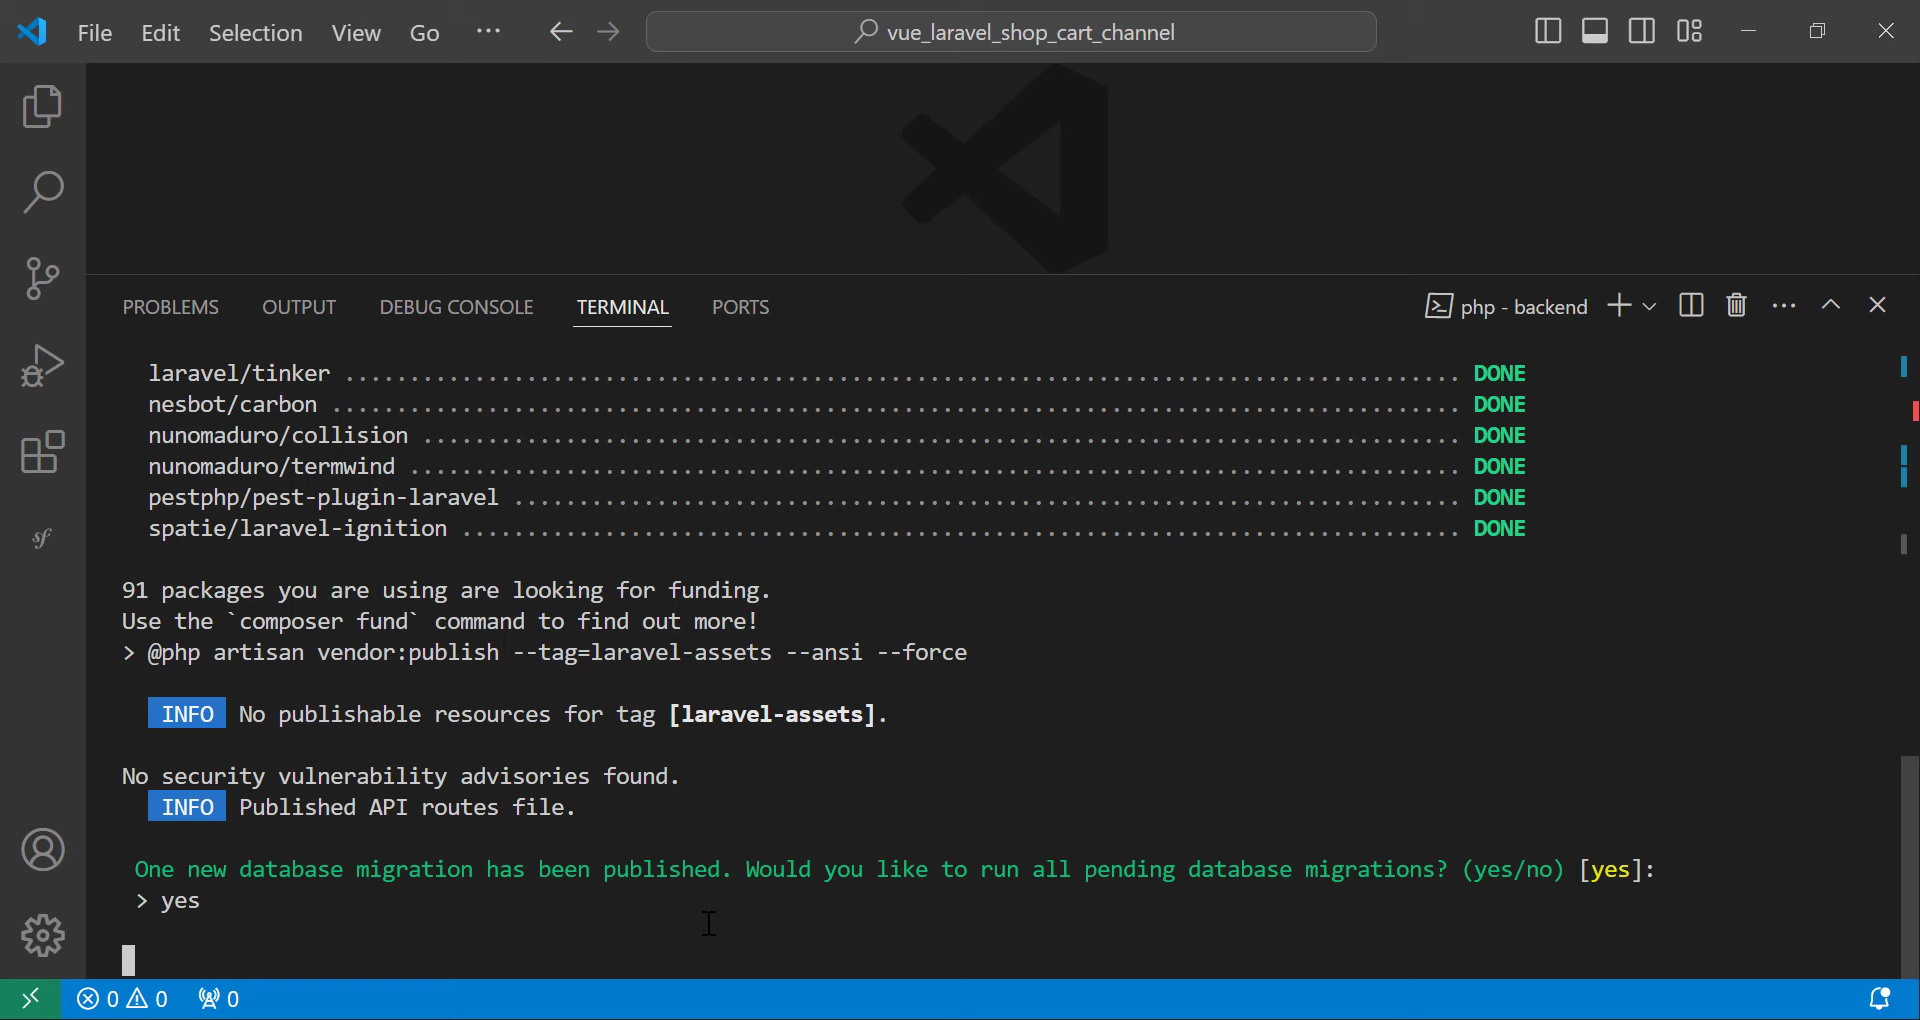 File Edit Selection View Go ··· vue_laravel_shop_cart_channel
PROBLEMS OUTPUT DEBUG CONSOLE TERMINAL PORTS php - backend
laravel/tinker ...................................................................................... DONE
nesbot/carbon ....................................................................................... DONE
nunomaduro/collision ................................................................................ DONE
nunomaduro/termwind ................................................................................. DONE
pestphp/pest-plugin-laravel ......................................................................... DONE
spatie/laravel-ignition ............................................................................. DONE
91 packages you are using are looking for funding.
Use the `composer fund` command to find out more!
> @php artisan vendor:publish --tag=laravel-assets --ansi --force
INFO No publishable resources for tag [laravel-assets].
No security vulnerability advisories found.
INFO Published API routes file.
One new database migration has been published. Would you like to run all pending database migrations? (yes/no) [yes]:
> yes
0 0 0